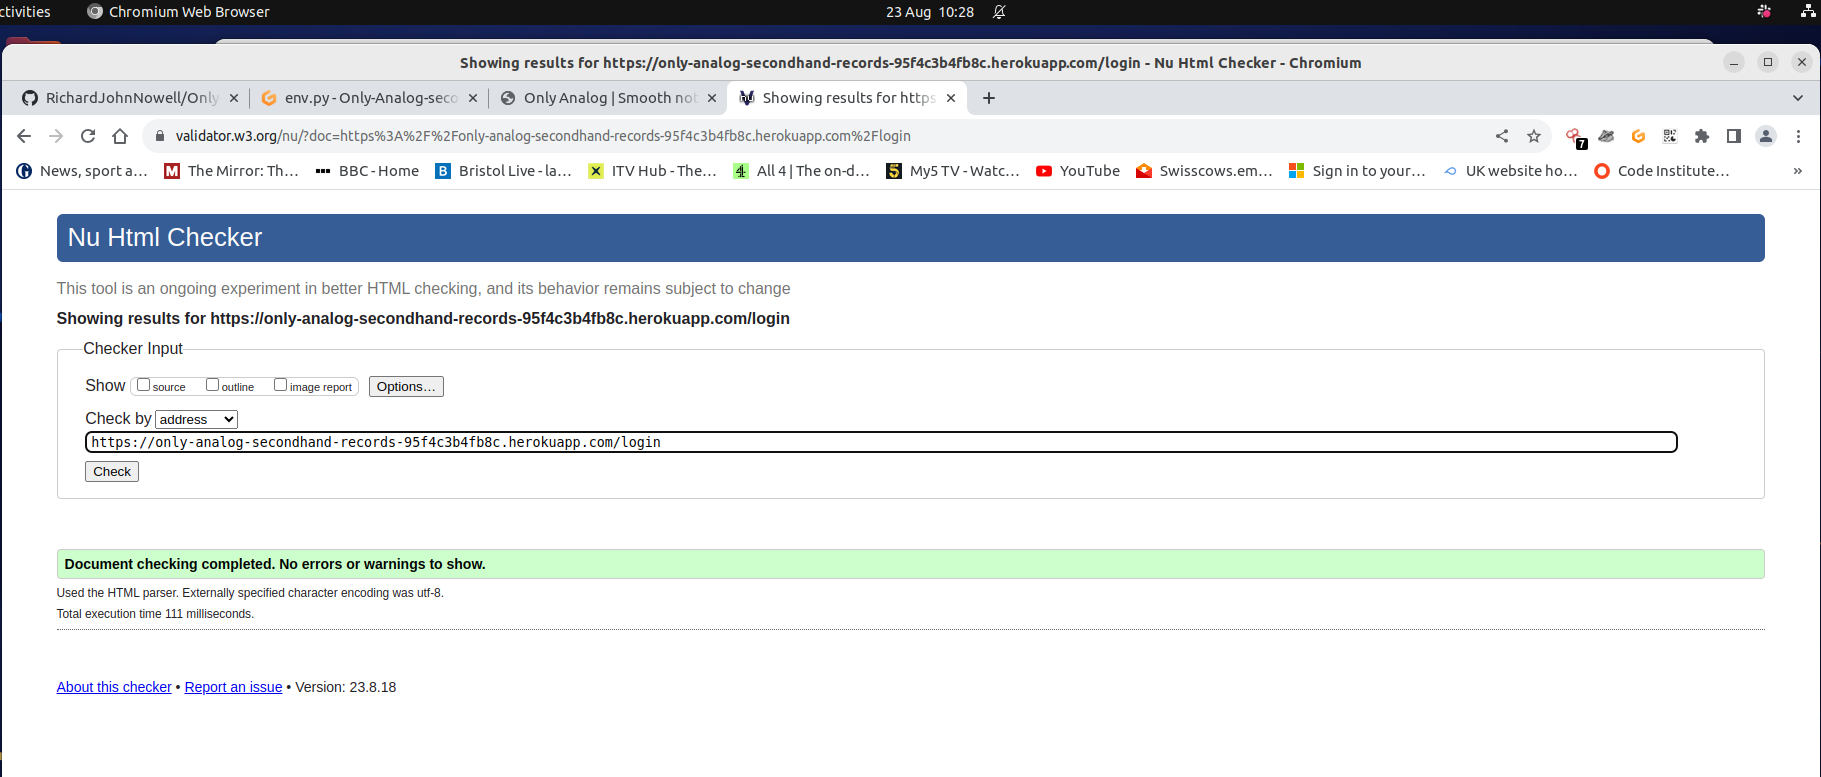 ctivities Chromium Web Browser 23 Aug 10:28
Showing results for https://only-analog-secondhand-records-95f4c3b4fb8c.herokuapp.com/login - Nu Html Checker - Chromium
RichardJohnNowell/Only env.py - Only-Analog-seco Only Analog | Smooth not Showing results for https
validator.w3.org/nu/?doc=https%3A%2F%2Fonly-analog-secondhand-records-95f4c3b4fb8c.herokuapp.com%2Flogin 7
News, sport a... The Mirror: Th... BBC - Home Bristol Live - la... ITV Hub - The... All 4 | The on-d... My5 TV - Watc... YouTube Swisscows.em... Sign in to your... UK website ho... Code Institute... »
Nu Html Checker
This tool is an ongoing experiment in better HTML checking, and its behavior remains subject to change
Showing results for https://only-analog-secondhand-records-95f4c3b4fb8c.herokuapp.com/login
Checker Input
Show source outline image report Options...
Check by address
https://only-analog-secondhand-records-95f4c3b4fb8c.herokuapp.com/login
Check
Document checking completed. No errors or warnings to show.
Used the HTML parser. Externally specified character encoding was utf-8.
Total execution time 111 milliseconds.
About this checker • Report an issue • Version: 23.8.18